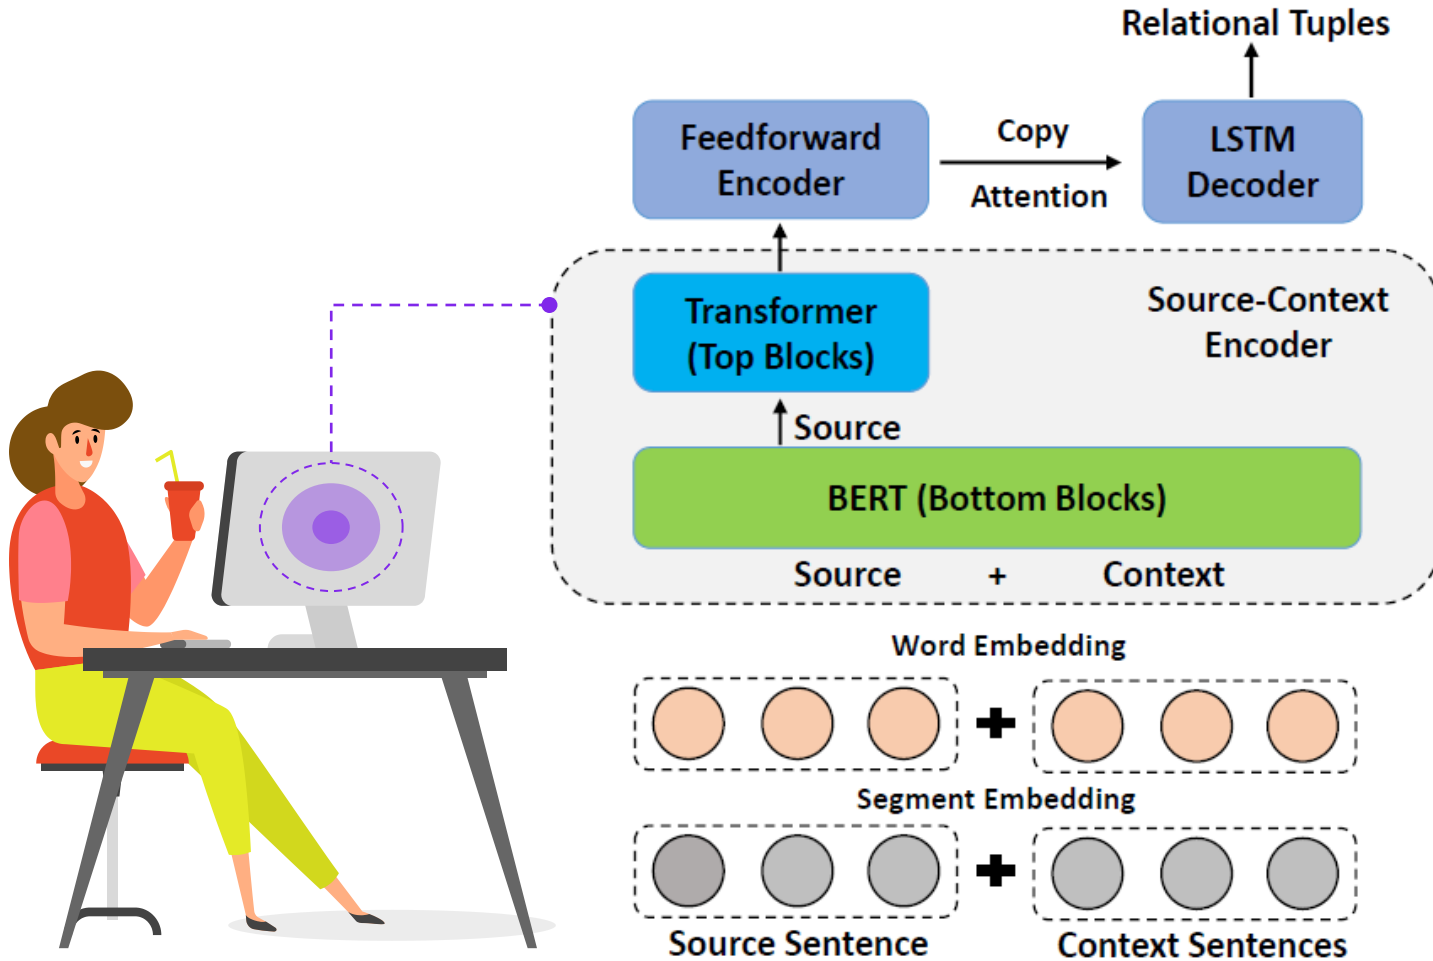 Relational Tuples
Feedforward
Encoder
Copy
Attention
LSTM
Decoder
Transformer
(Top Blocks)
Source-Context
Encoder
Source
BERT (Bottom Blocks)
Source + Context
Word Embedding
Segment Embedding
Source Sentence
Context Sentences